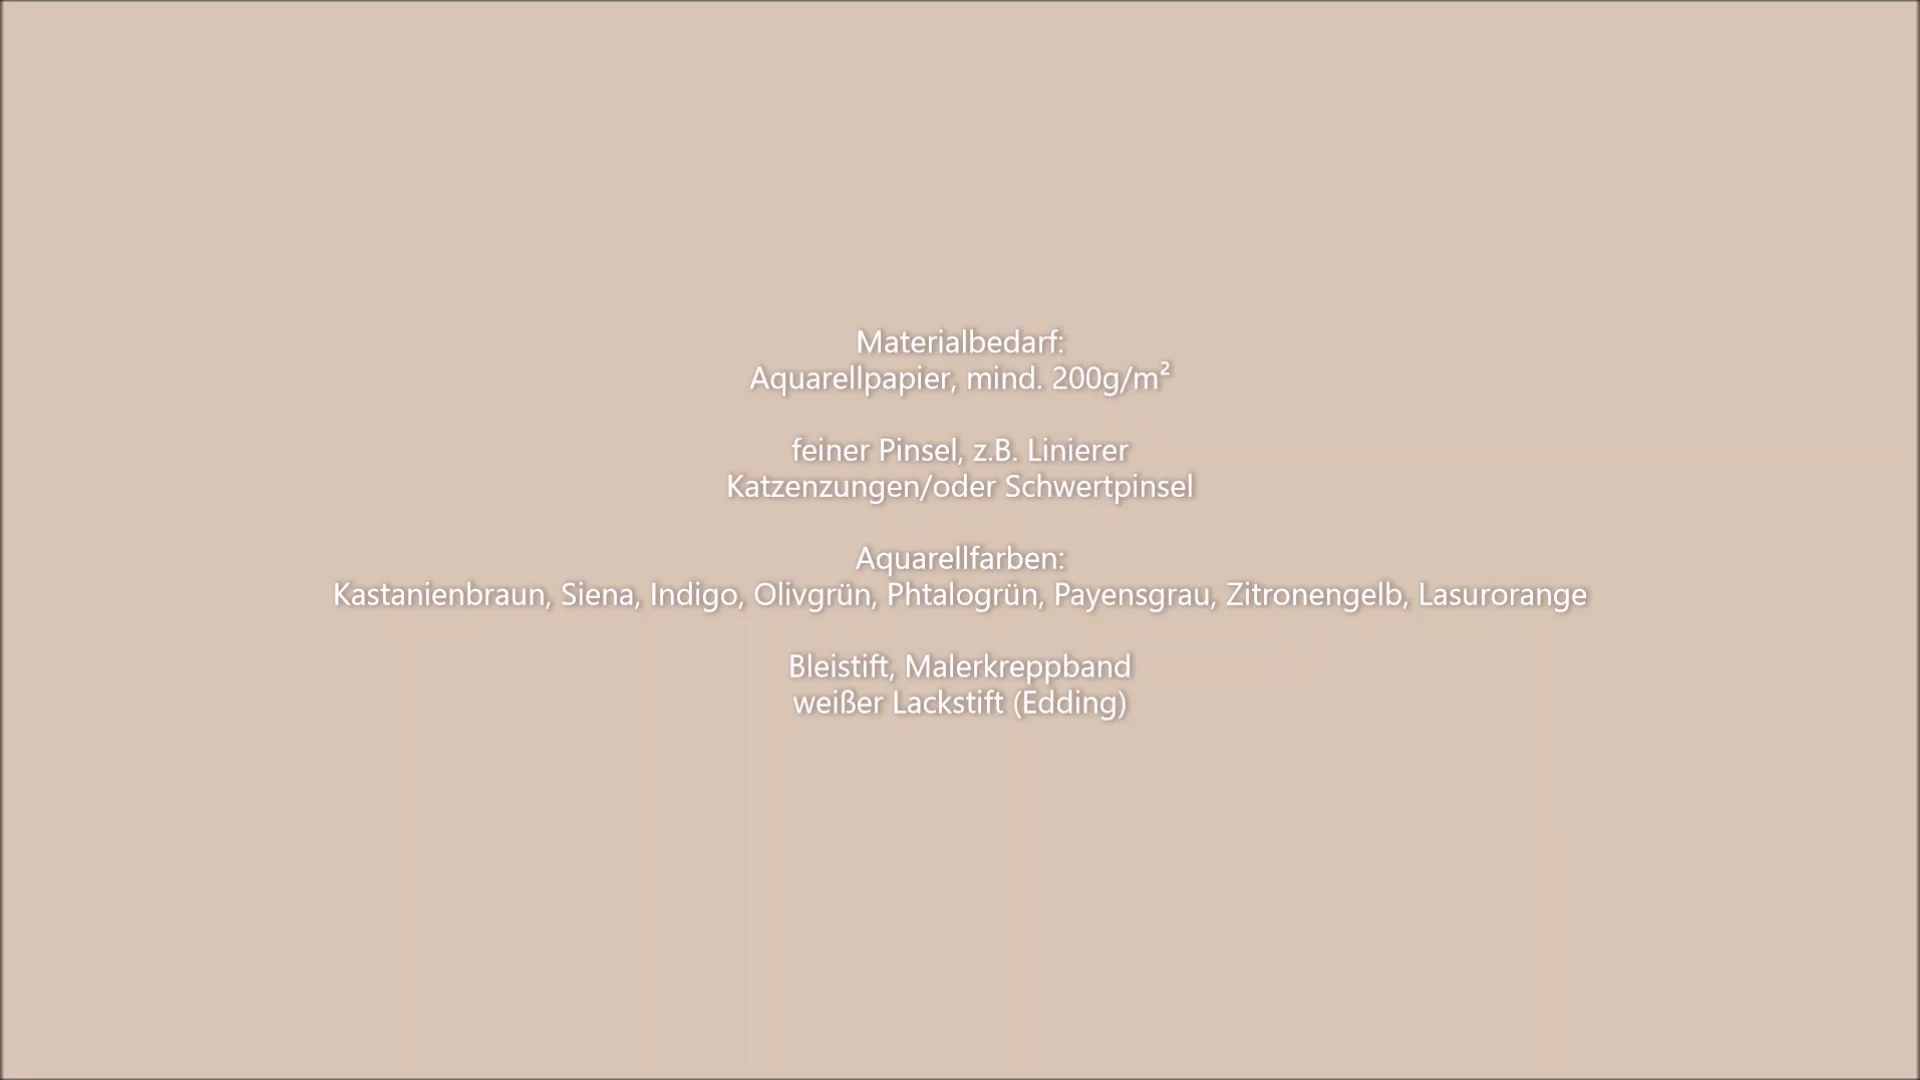 Materialbedarf:
Aquarellpapier, mind. 200g/m²
feiner Pinsel, z.B. Linierer
Katzenzungen/oder Schwertpinsel
Aquarellfarben:
Kastanienbraun, Siena, Indigo, Olivgrün, Phtalogrün, Payensgrau, Zitronengelb, Lasurorange
Bleistift, Malerkreppband
weißer Lackstift (Edding)